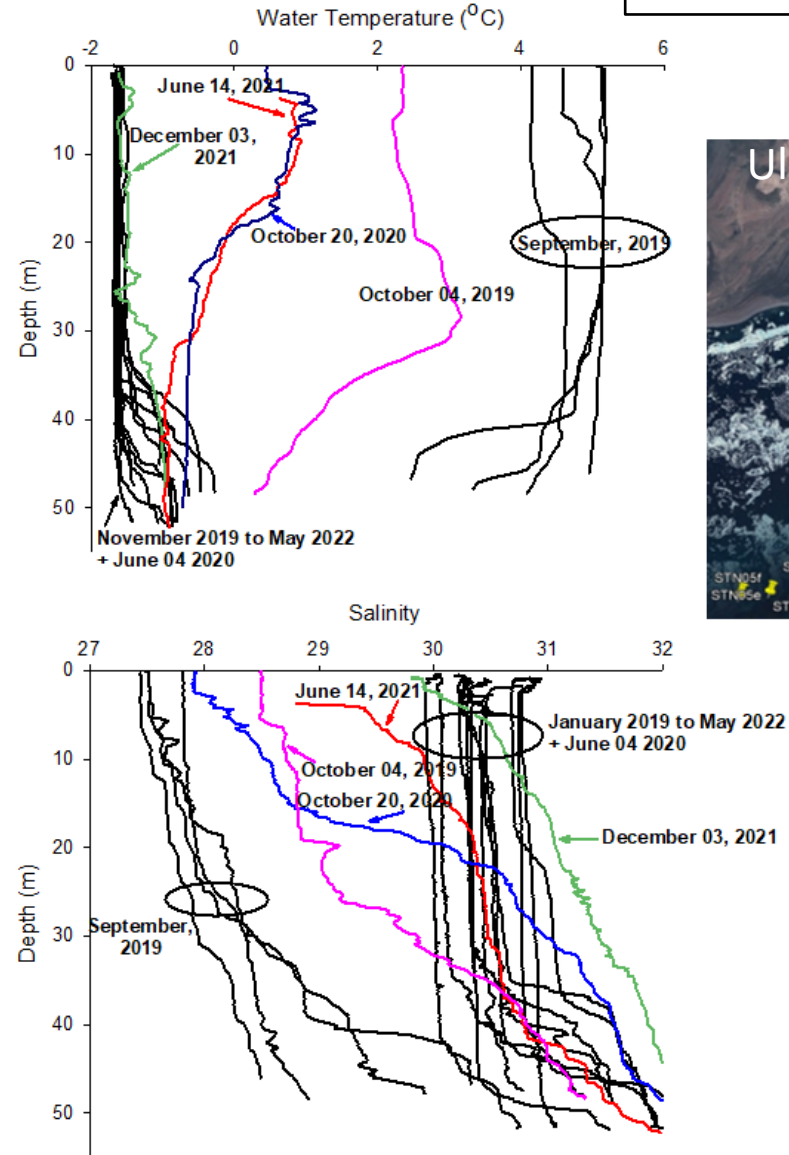 Water Temperature (°C)
-2 0 2 4 6
0
10
20
30
40
50
Depth (m)
June 14, 2021
December 03,
2021
October 20, 2020
September, 2019
October 04, 2019
November 2019 to May 2022
+ June 04 2020
Ul
STN05f
STN05e
ST
S
Salinity
27 28 29 30 31 32
0
10
20
30
40
50
Depth (m)
June 14, 2021
January 2019 to May 2022
+ June 04 2020
October 04, 2019
October 20, 2020
December 03, 2021
September,
2019